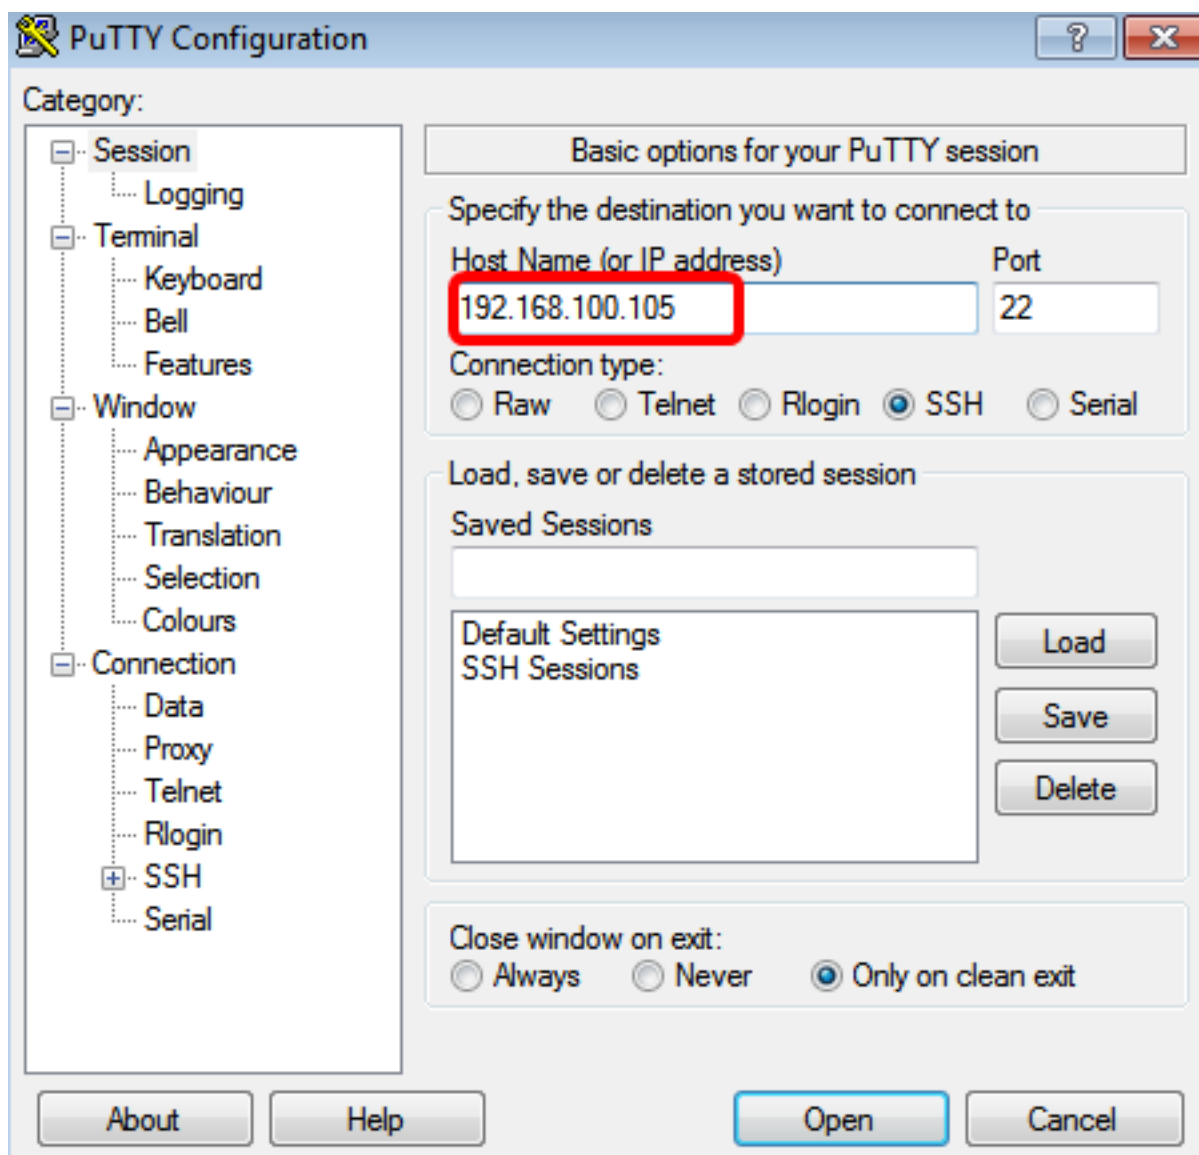 PuTTY Configuration
Category:
Session
Logging
Terminal
Keyboard
Bell
Features
Window
Appearance
Behaviour
Translation
Selection
Colours
Connection
Data
Proxy
Telnet
Rlogin
SSH
Serial
Basic options for your PuTTY session
Specify the destination you want to connect to
Host Name (or IP address) Port
192.168.100.105 22
Connection type:
Raw Telnet Rlogin SSH Serial
Load, save or delete a stored session
Saved Sessions
Default Settings
SSH Sessions
Load
Save
Delete
Close window on exit:
Always Never Only on clean exit
About Help Open Cancel